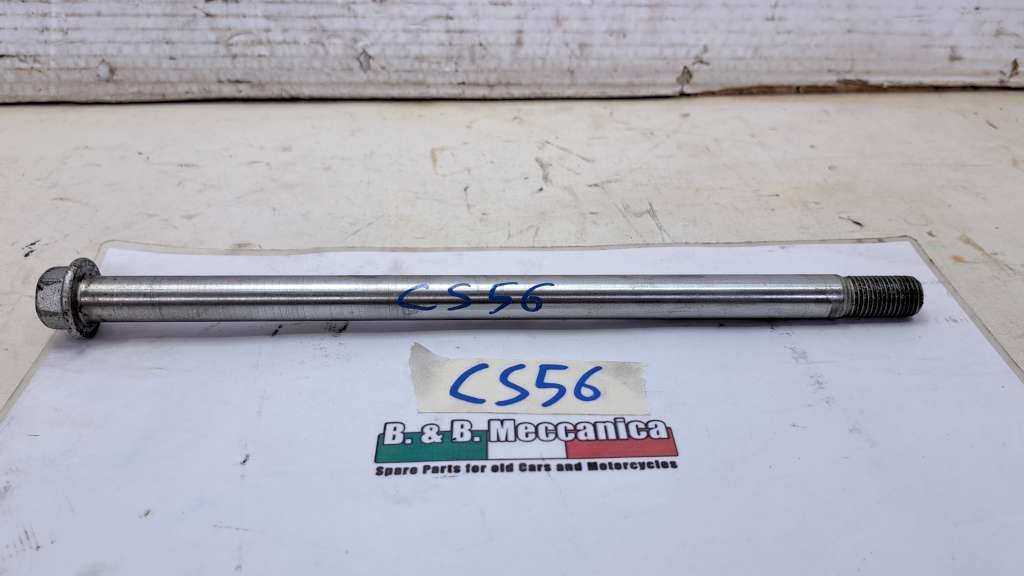 CS56
CS56
B. & B. Meccanica
Spare Parts for old Cars and Motorcycles